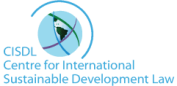 CISDL
Centre for International
Sustainable Development Law